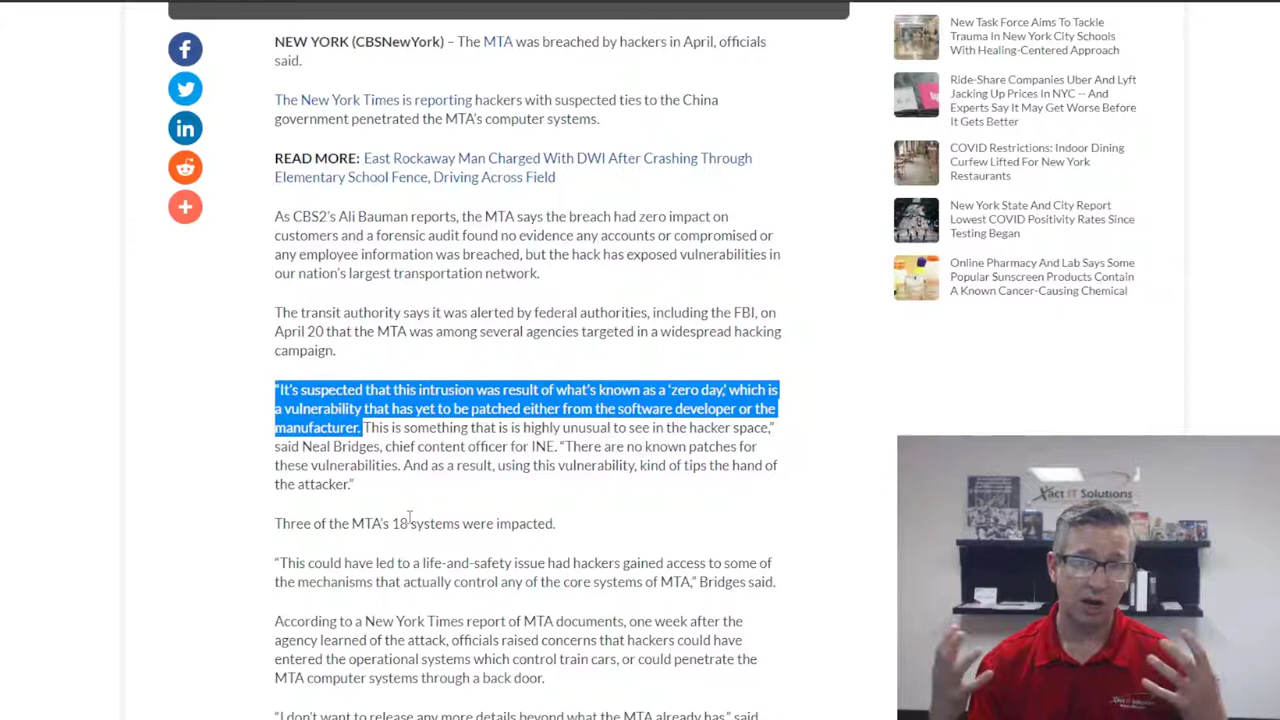 NEW YORK (CBSNewYork) – The MTA was breached by hackers in April, officials
said.
The New York Times is reporting hackers with suspected ties to the China
government penetrated the MTA's computer systems.
READ MORE: East Rockaway Man Charged With DWI After Crashing Through
Elementary School Fence, Driving Across Field
As CBS2's Ali Bauman reports, the MTA says the breach had zero impact on
customers and a forensic audit found no evidence any accounts or compromised or
any employee information was breached, but the hack has exposed vulnerabilities in
our nation's largest transportation network.
The transit authority says it was alerted by federal authorities, including the FBI, on
April 20 that the MTA was among several agencies targeted in a widespread hacking
campaign.
“It's suspected that this intrusion was result of what's known as a ‘zero day,’ which is
a vulnerability that has yet to be patched either from the software developer or the
manufacturer. This is something that is is highly unusual to see in the hacker space,”
said Neal Bridges, chief content officer for INE. “There are no known patches for
these vulnerabilities. And as a result, using this vulnerability, kind of tips the hand of
the attacker.”
Three of the MTA's 18 systems were impacted.
“This could have led to a life-and-safety issue had hackers gained access to some of
the mechanisms that actually control any of the core systems of MTA,” Bridges said.
According to a New York Times report of MTA documents, one week after the
agency learned of the attack, officials raised concerns that hackers could have
entered the operational systems which control train cars, or could penetrate the
MTA computer systems through a back door.
“I don't want to release any more details beyond what the MTA already has,” said
New Task Force Aims To Tackle
Trauma In New York City Schools
With Healing-Centered Approach
Ride-Share Companies Uber And Lyft
Jacking Up Prices In NYC -- And
Experts Say It May Get Worse Before
It Gets Better
COVID Restrictions: Indoor Dining
Curfew Lifted For New York
Restaurants
New York State And City Report
Lowest COVID Positivity Rates Since
Testing Began
Online Pharmacy And Lab Says Some
Popular Sunscreen Products Contain
A Known Cancer-Causing Chemical
Xact IT Solutions